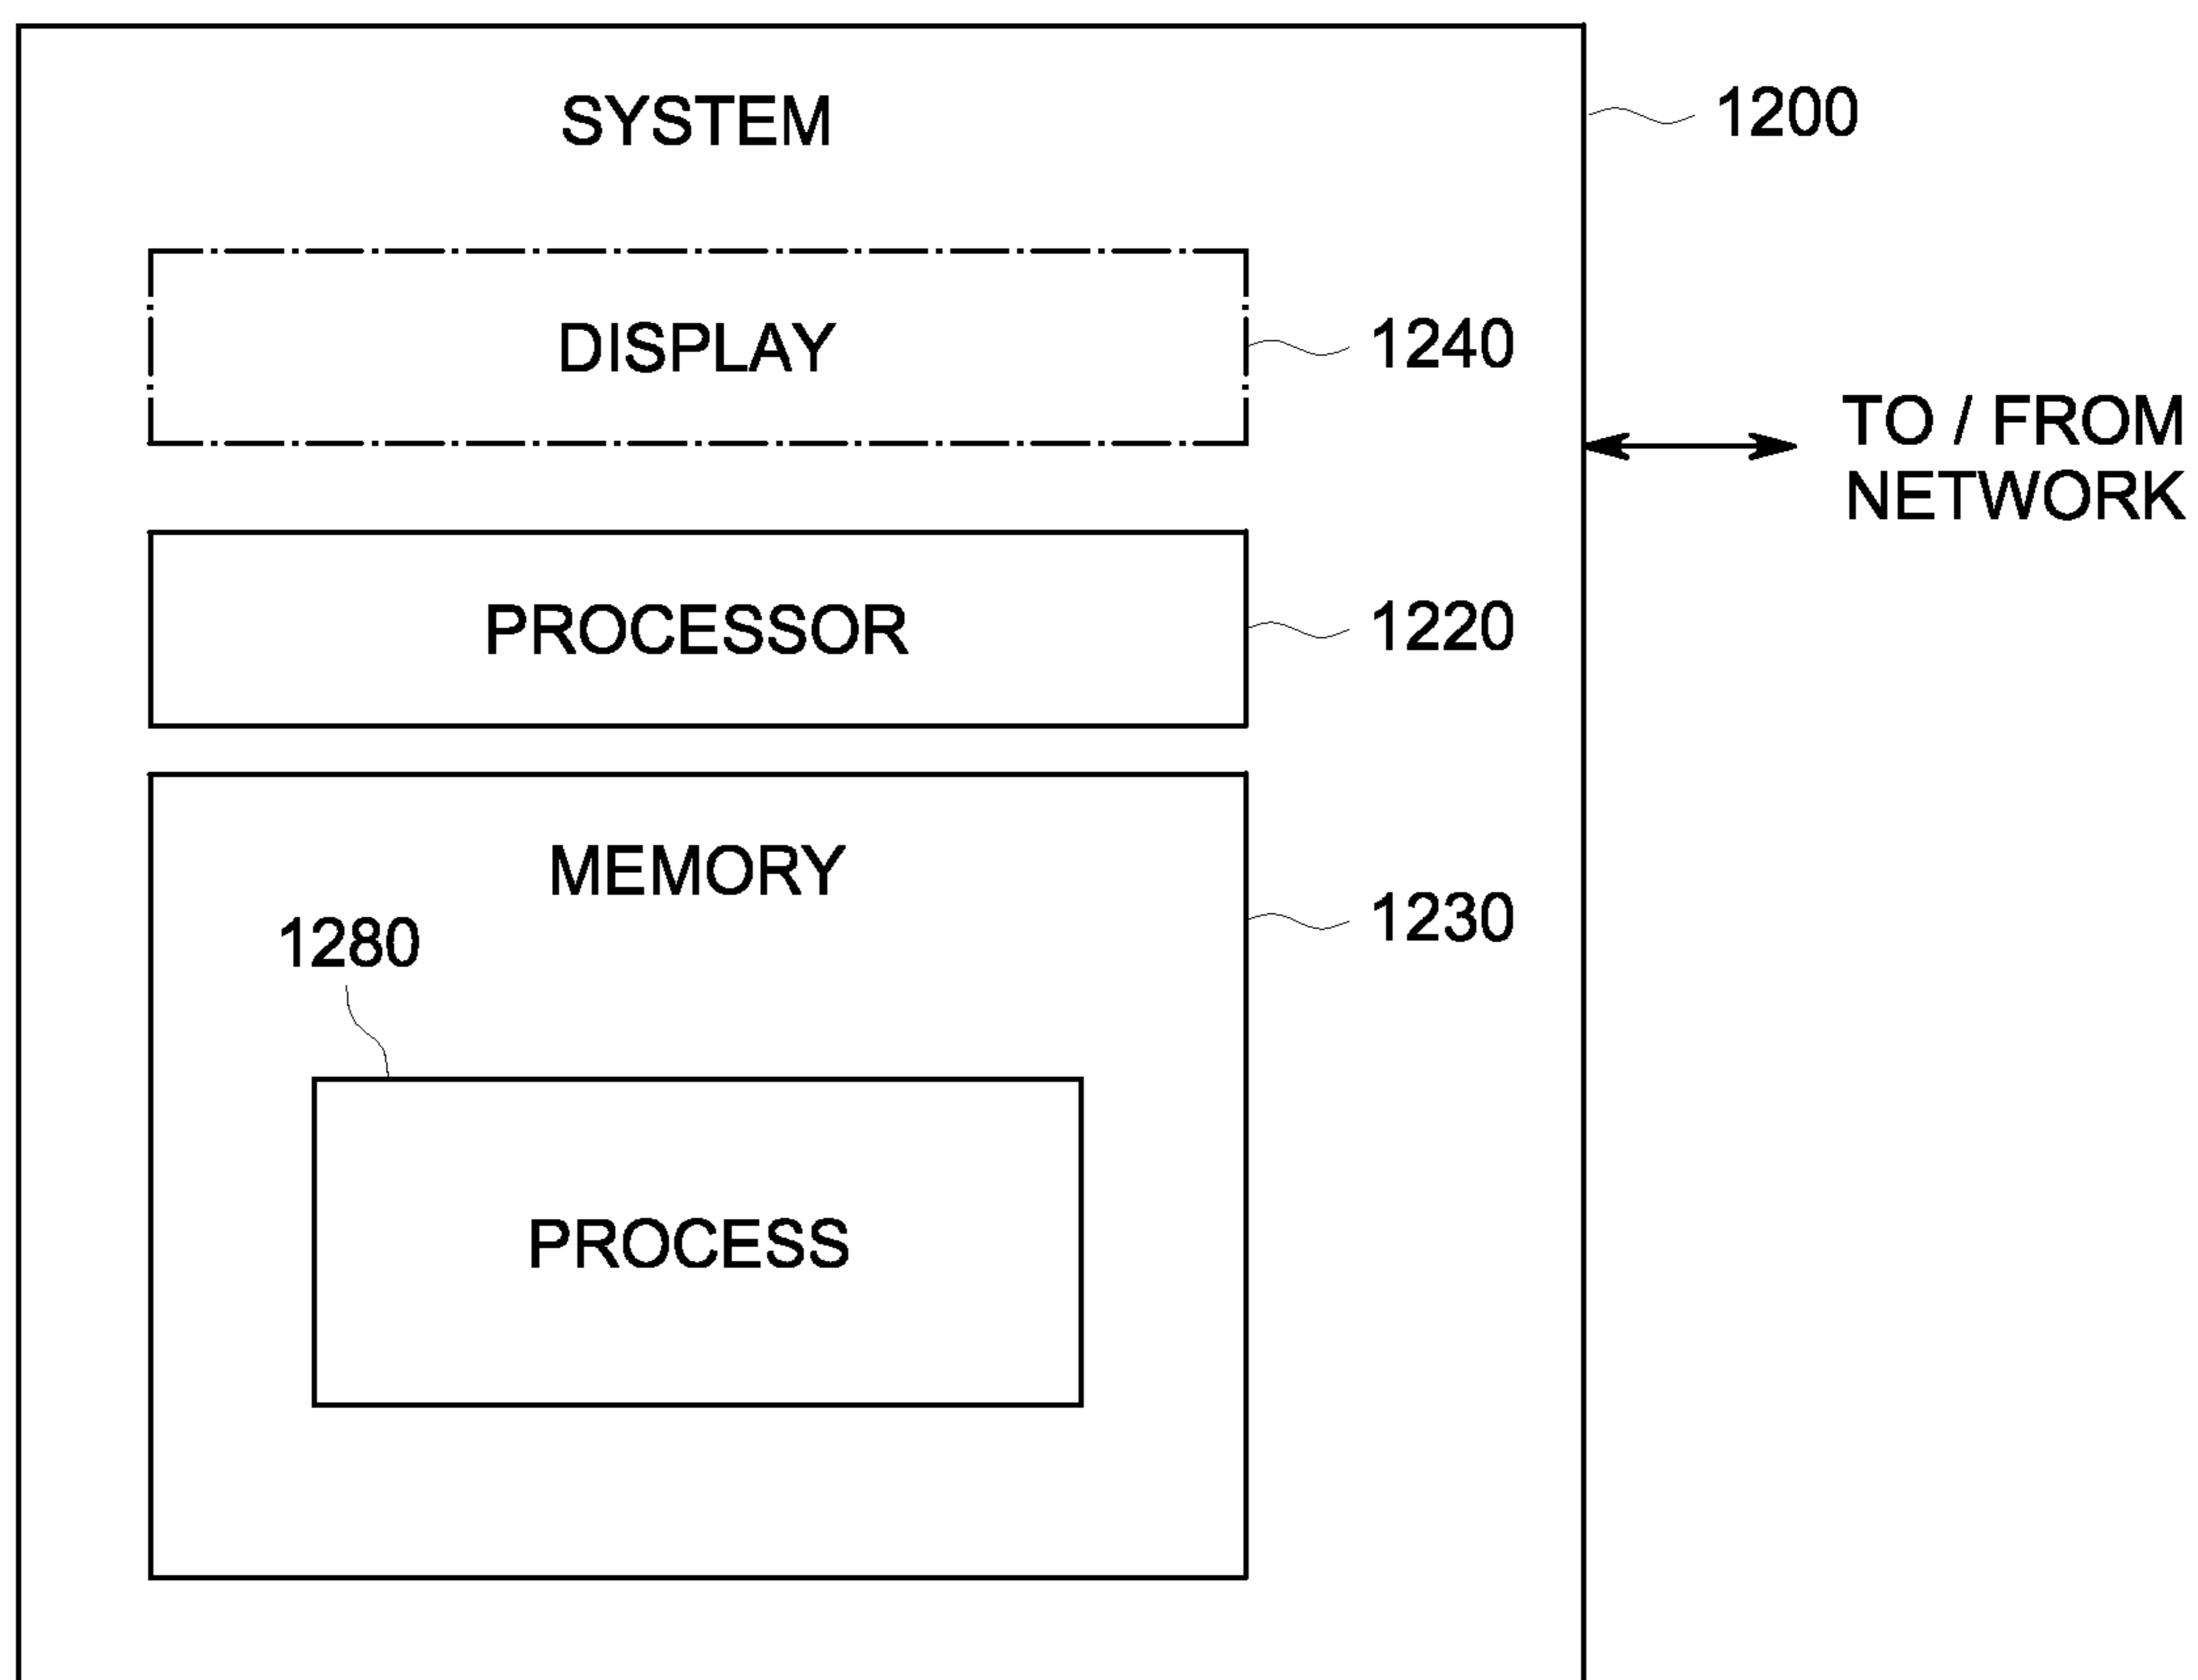 SYSTEM
1200
DISPLAY
1240
TO / FROM
NETWORK
PROCESSOR
1220
MEMORY
1230
1280
PROCESS